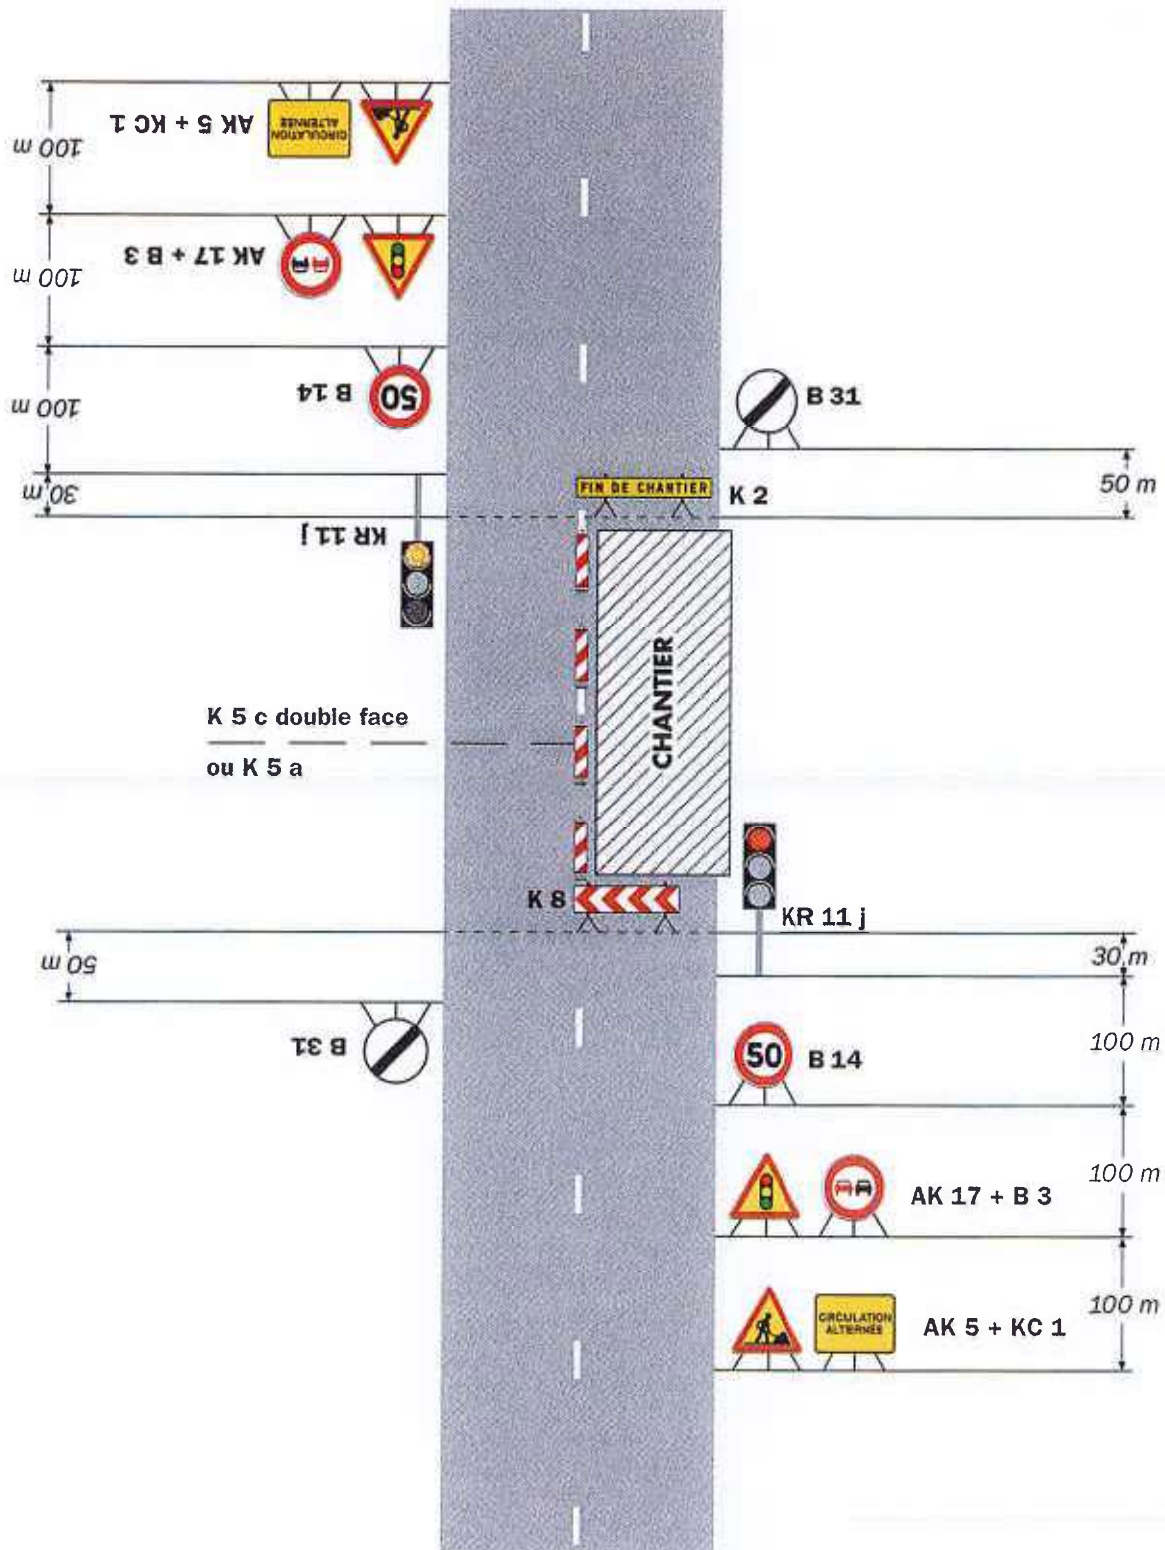 100 m
AK 5 + KC 1
CIRCULATION
ALTERNÉE
100 m
AK 17 + B 3
100 m
B 14
50
B 31
30 m
FIN DE CHANTIER
K 2
50 m
KR 11 j
CHANTIER
K 5 c double face
ou K 5 a
K 8
KR 11 j
50 m
30 m
B 31
50
B 14
100 m
AK 17 + B 3
100 m
CIRCULATION
ALTERNÉE
AK 5 + KC 1
100 m